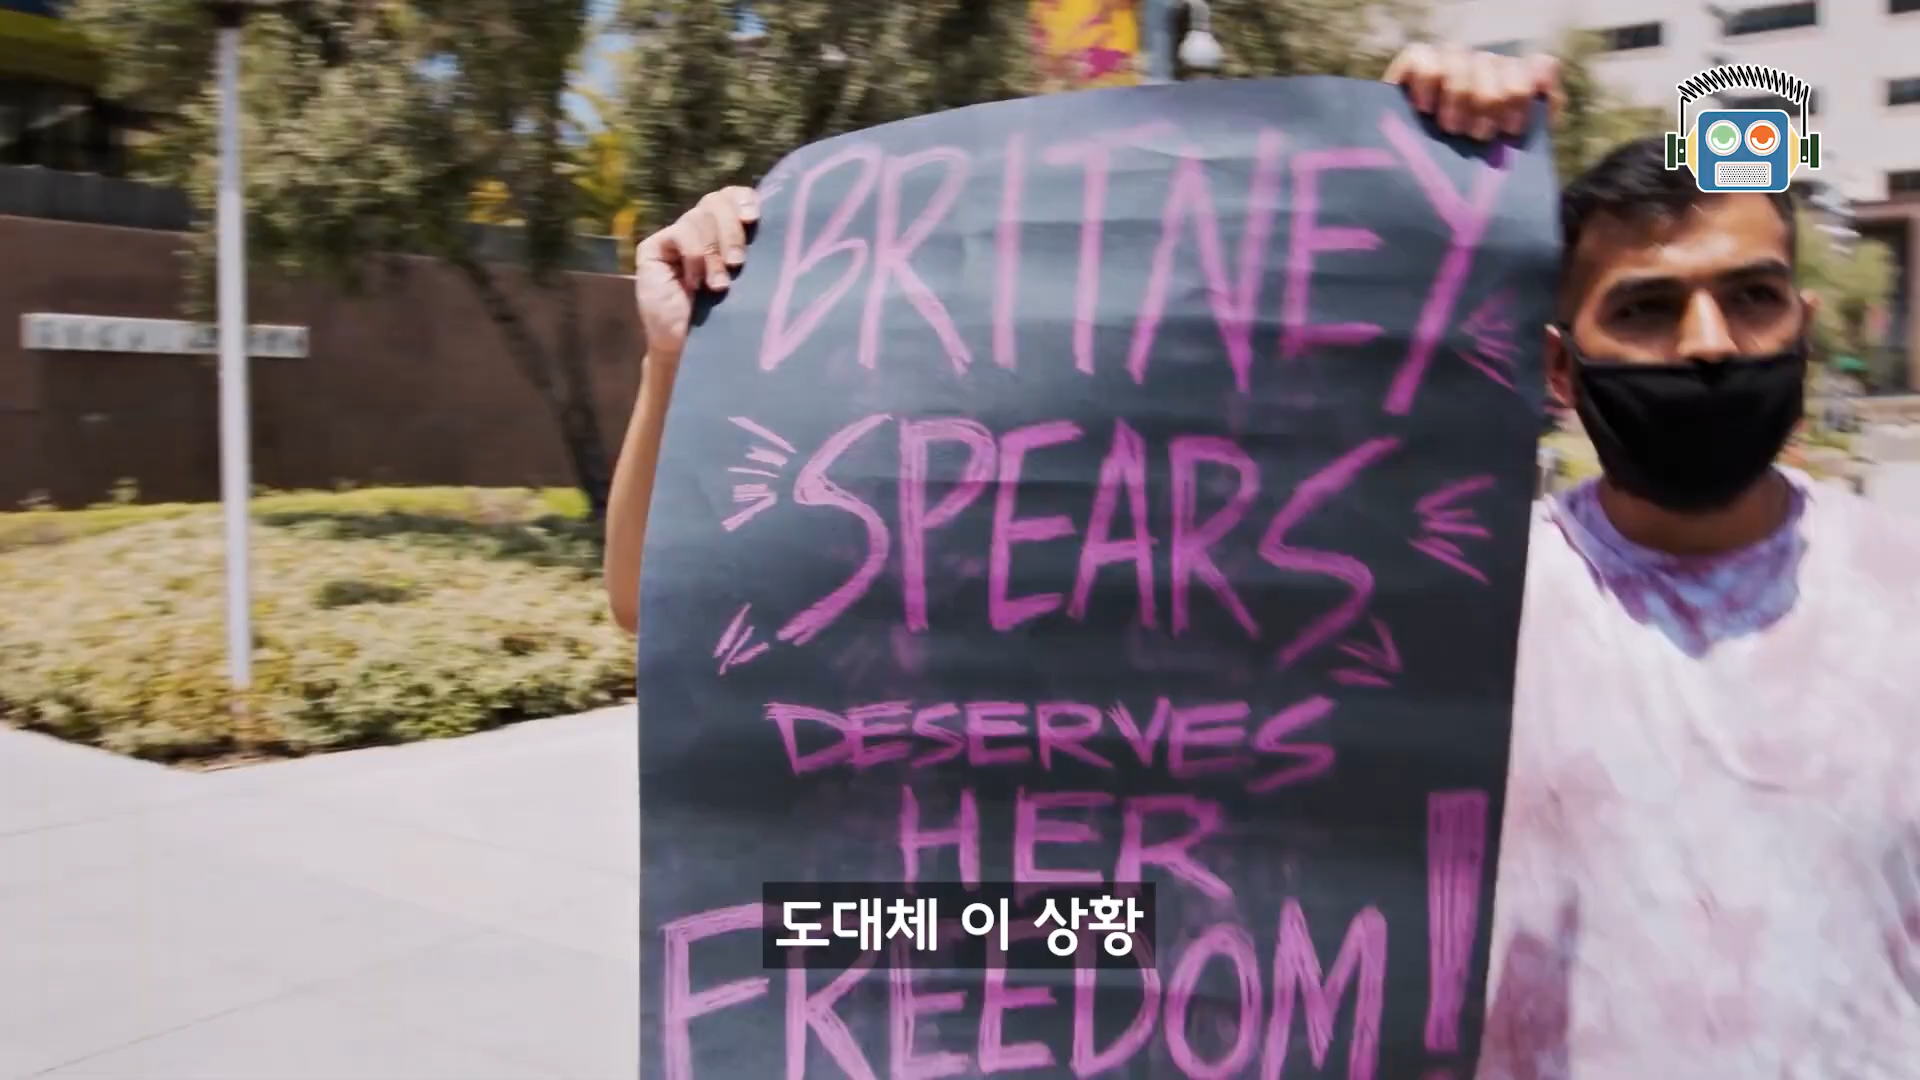 BRITNEY
SPEARS
DESERVES
HER
FREEDOM!
도대체 이 상황